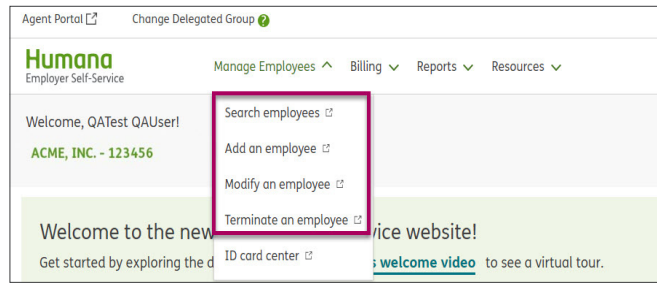 Agent Portal Change Delegated Group ?
Humana
Employer Self-Service
Manage Employees Billing Reports Resources
Welcome, QATest QAUser!
ACME, INC. - 123456
Search employees
Add an employee
Modify an employee
Terminate an employee
ID card center
Welcome to the new vice website!
Get started by exploring the d s welcome video to see a virtual tour.